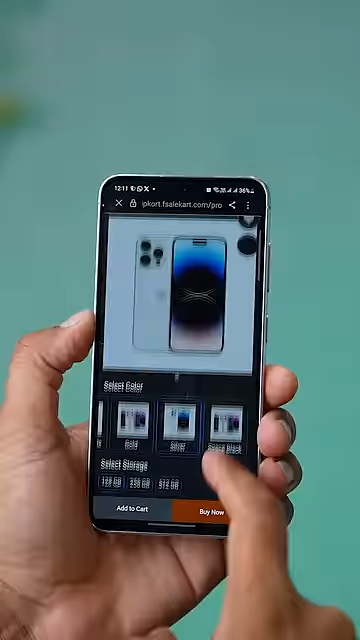 12:11
36%
ipkort.fsalekart.com/pro
Select Color
Gold
Silver
Space Black
Select Storage
128 GB
256 GB
512 GB
Add to Cart
Buy Now